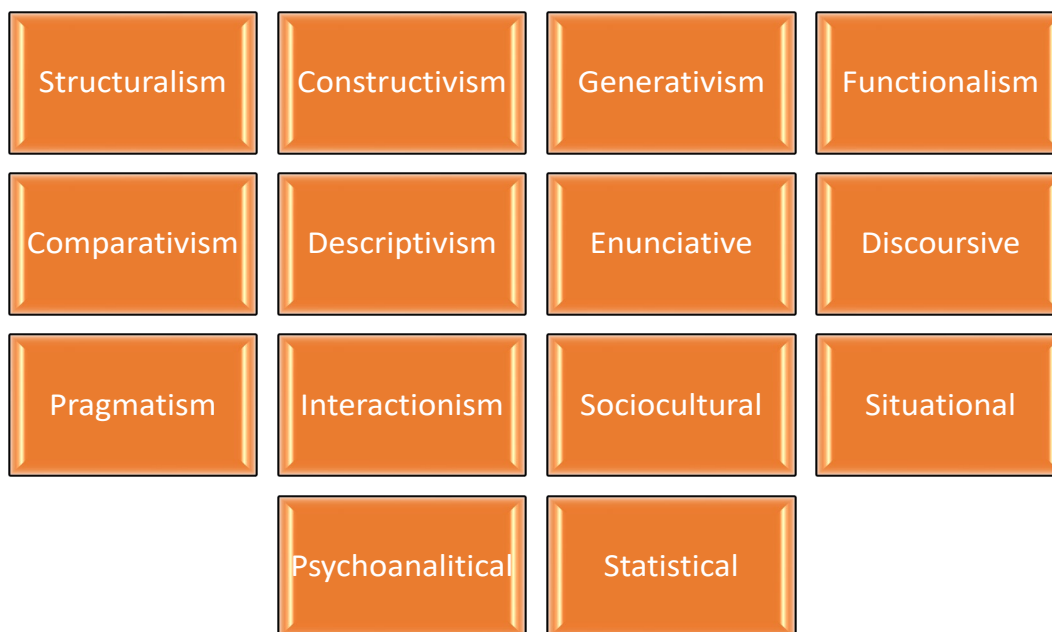 Structuralism
Constructivism
Generativism
Functionalism
Comparativism
Descriptivism
Enunciative
Discoursive
Pragmatism
Interactionism
Sociocultural
Situational
Psychoanalitical
Statistical